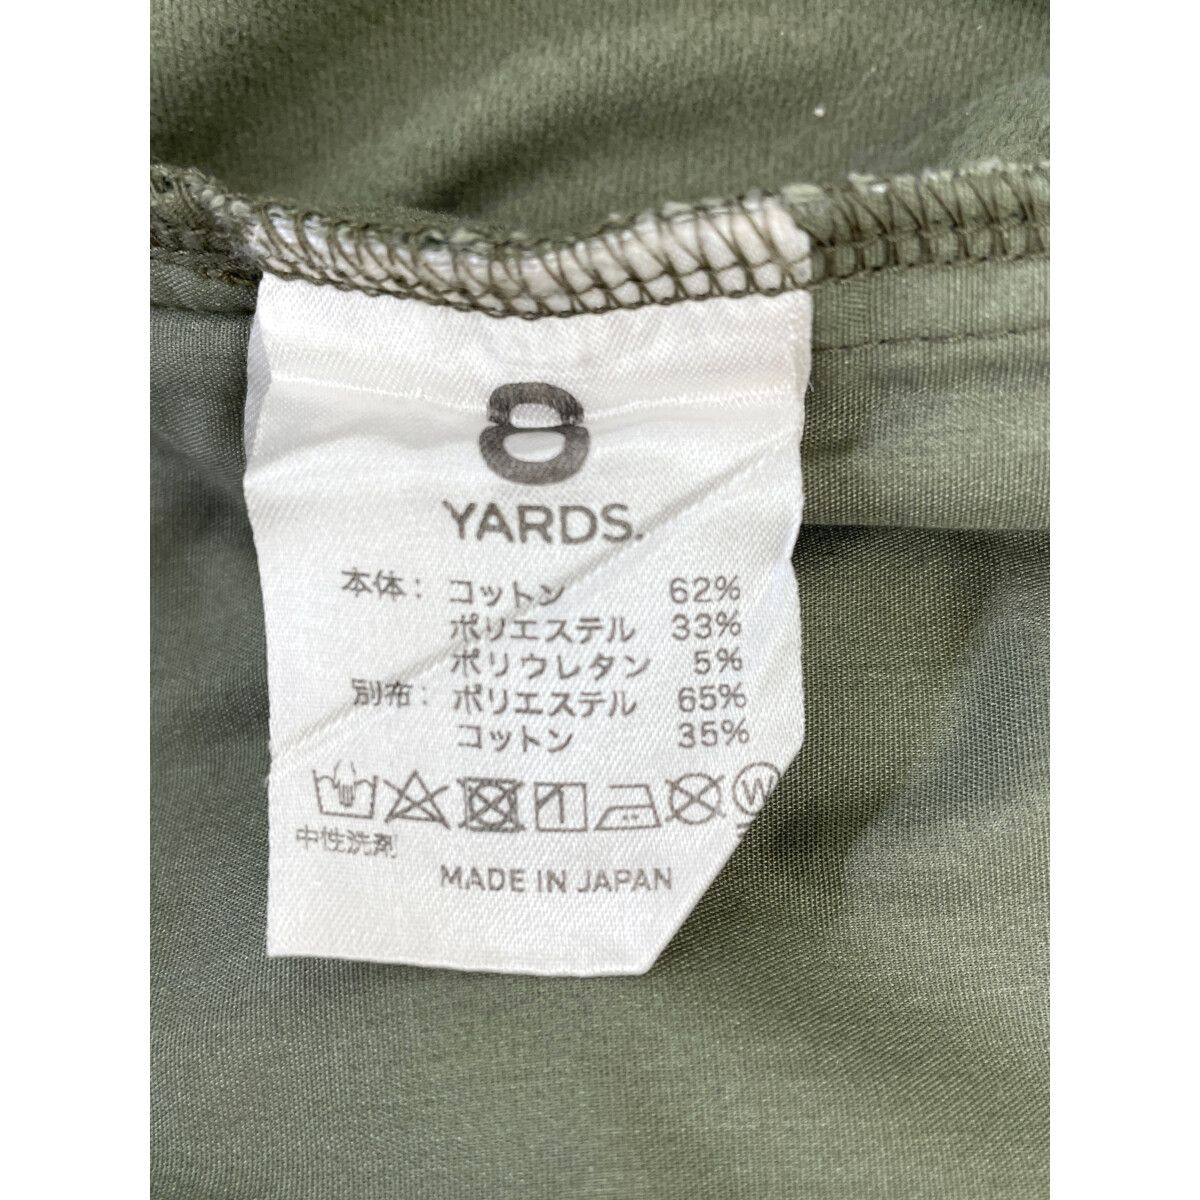 8
YARDS.
本体: コットン 62%
ポリエステル 33%
ポリウレタン 5%
別布: ポリエステル 65%
コットン 35%
W
中性洗剤
MADE IN JAPAN